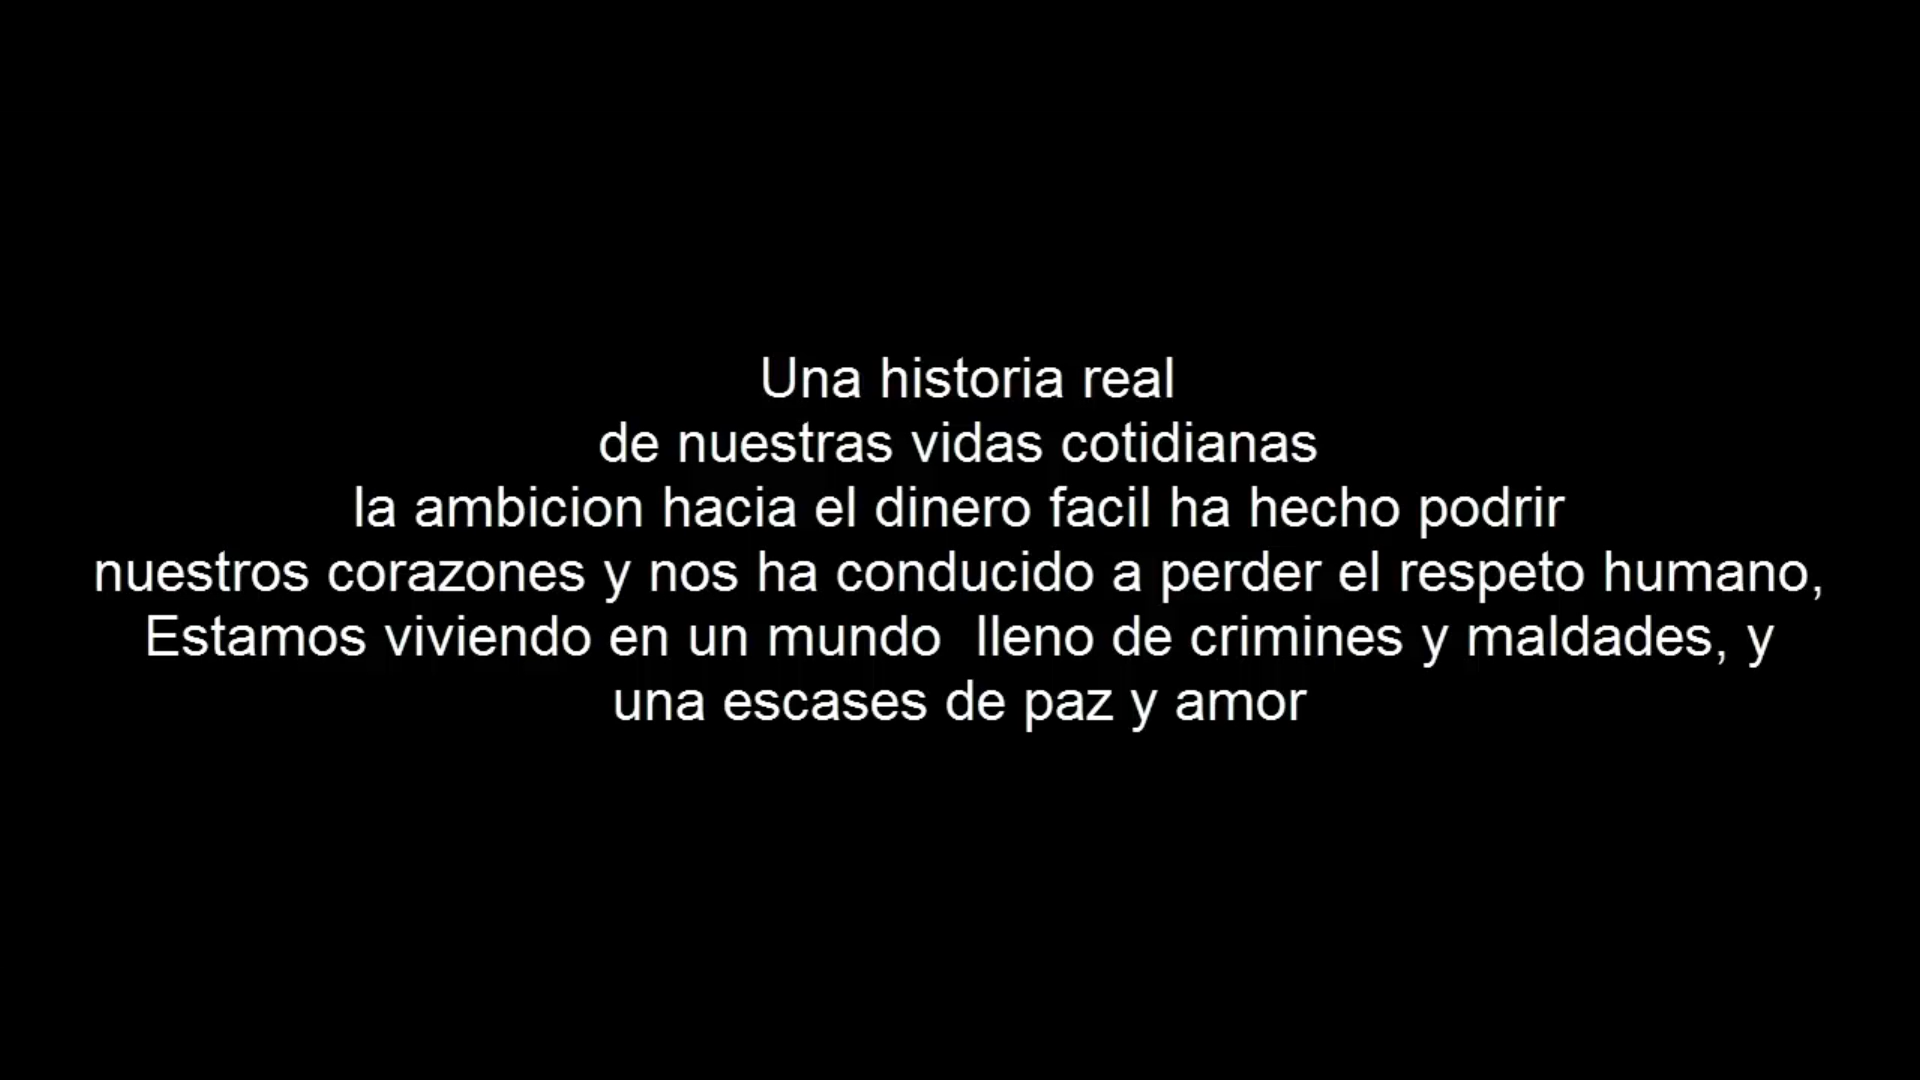 Una historia real
de nuestras vidas cotidianas
la ambicion hacia el dinero facil ha hecho podrir
nuestros corazones y nos ha conducido a perder el respeto humano,
Estamos viviendo en un mundo  lleno de crimines y maldades, y
una escases de paz y amor